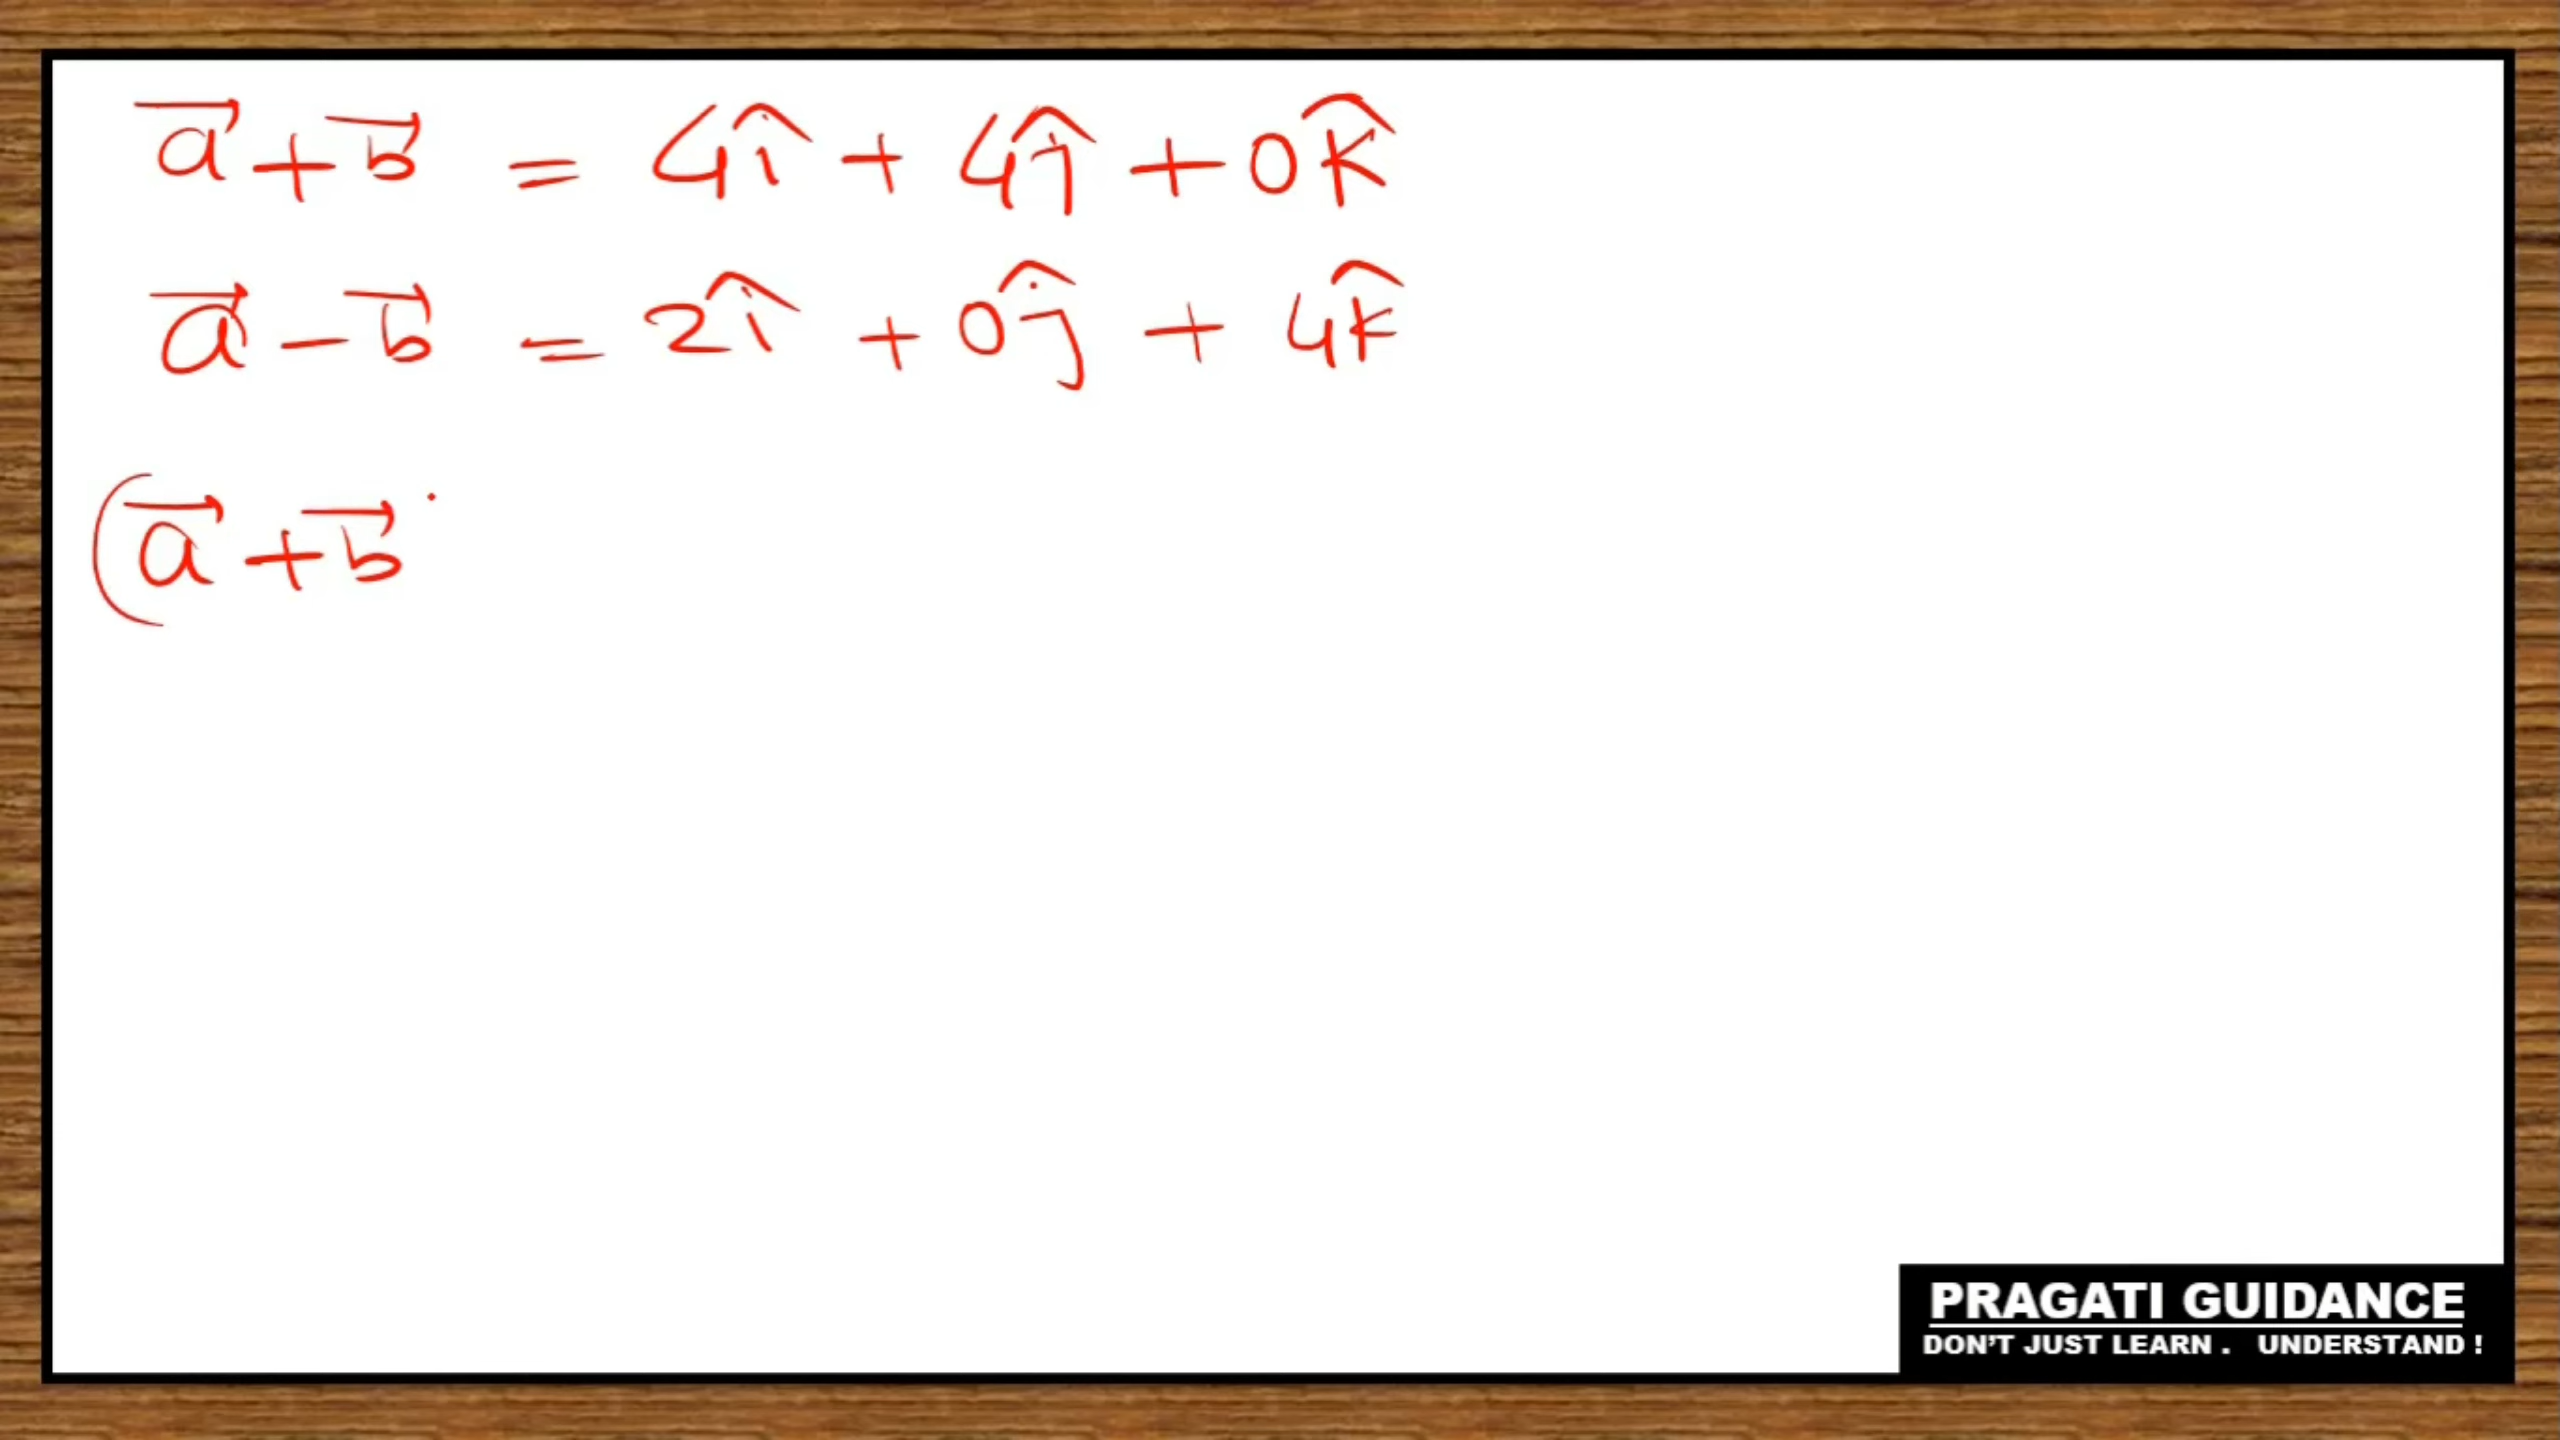 a⃗ + b⃗ = 4î + 4ĵ + 0k̂
a⃗ - b⃗ = 2î + 0ĵ + 4k̂
(a⃗ + b⃗
PRAGATI GUIDANCE
DON'T JUST LEARN . UNDERSTAND !